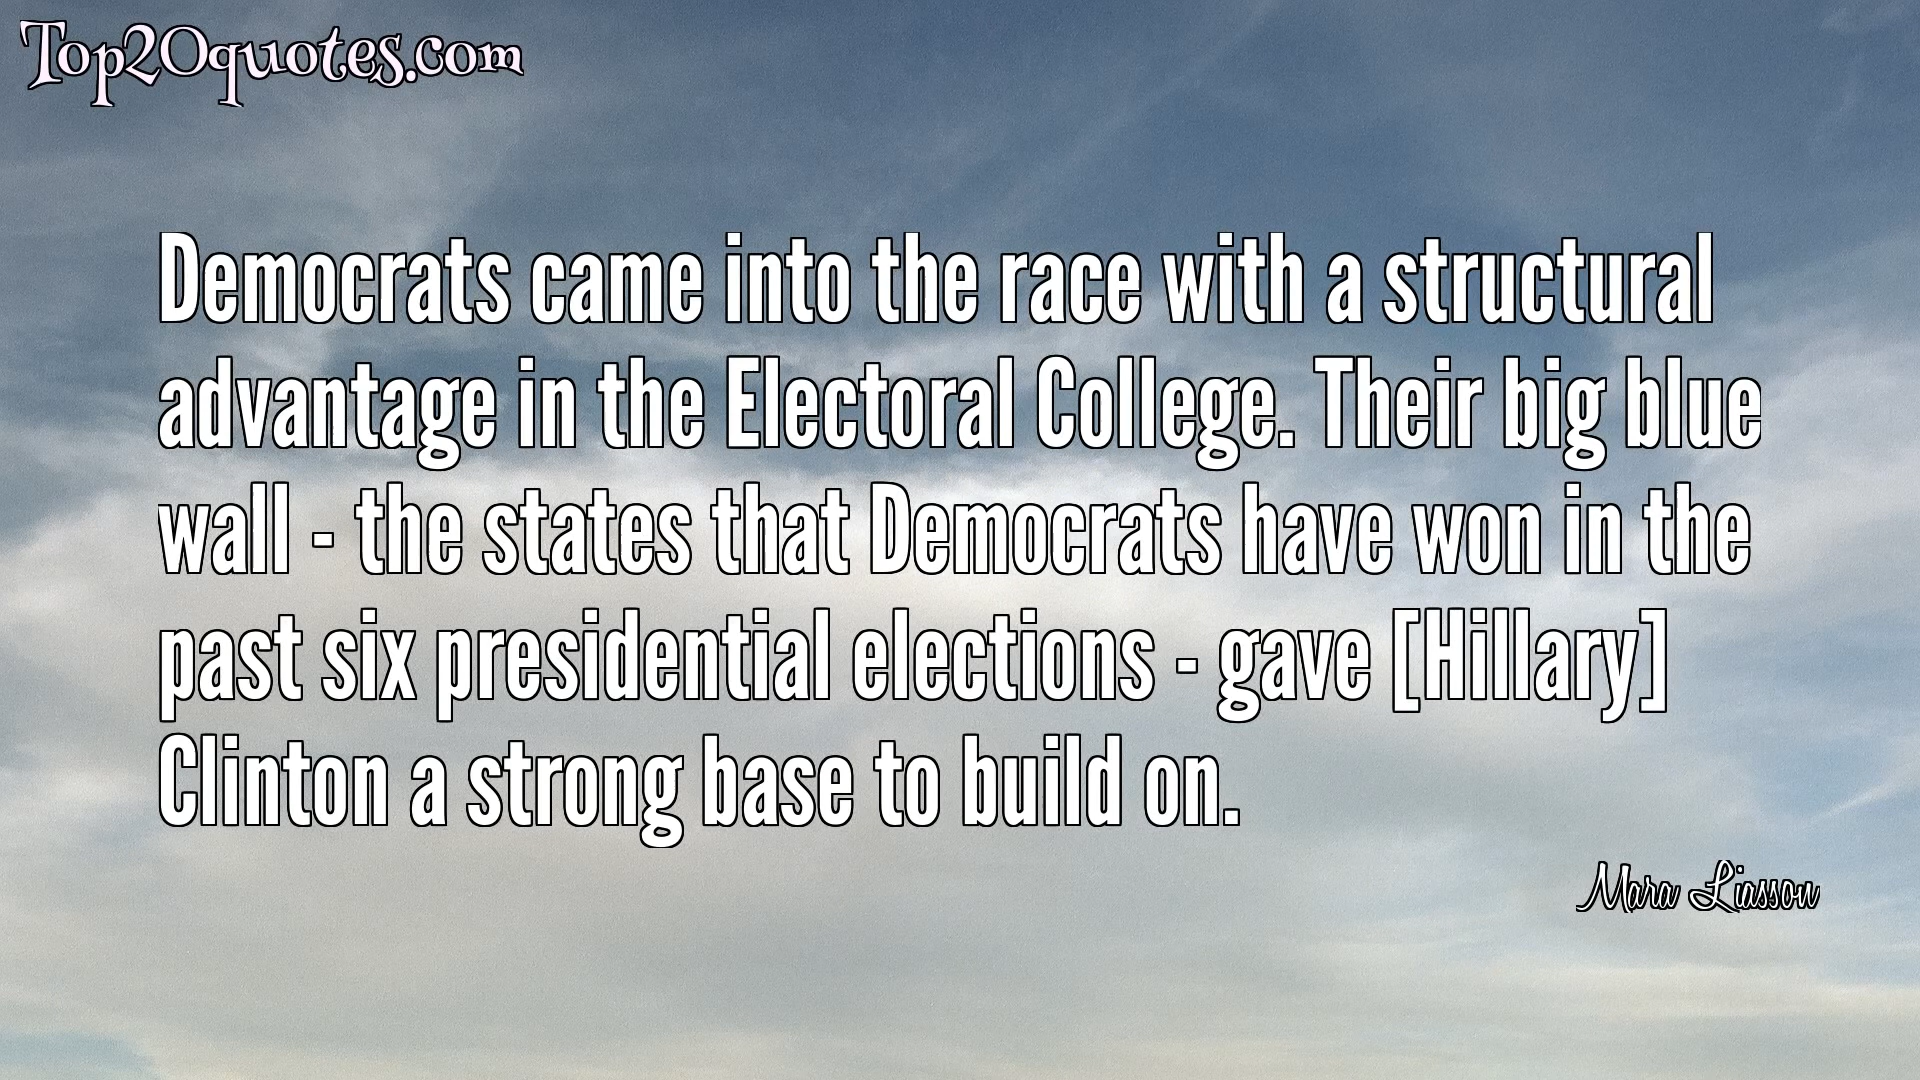 Top20quotes.com
Democrats came into the race with a structural
advantage in the Electoral College. Their big blue
wall - the states that Democrats have won in the
past six presidential elections - gave [Hillary]
Clinton a strong base to build on.
Mara Liasson